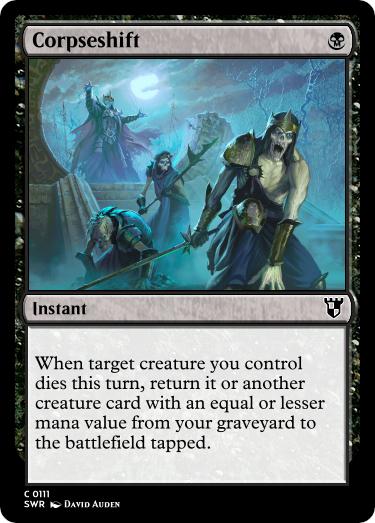 Corpseshift
Instant
When target creature you control
dies this turn, return it or another
creature card with an equal or lesser
mana value from your graveyard to
the battlefield tapped.
C 0111
SWR David Auden